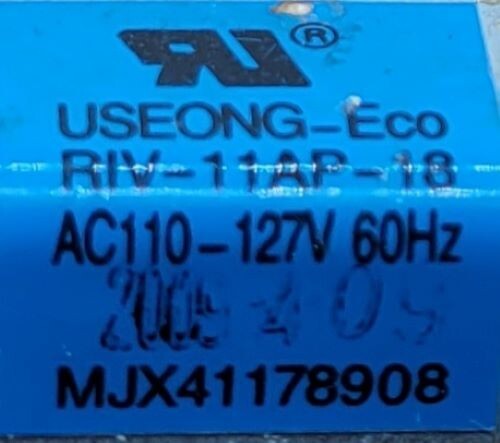 ®
USEONG-Eco
RIV-11AP-18
AC110-127V 60Hz
MJX41178908